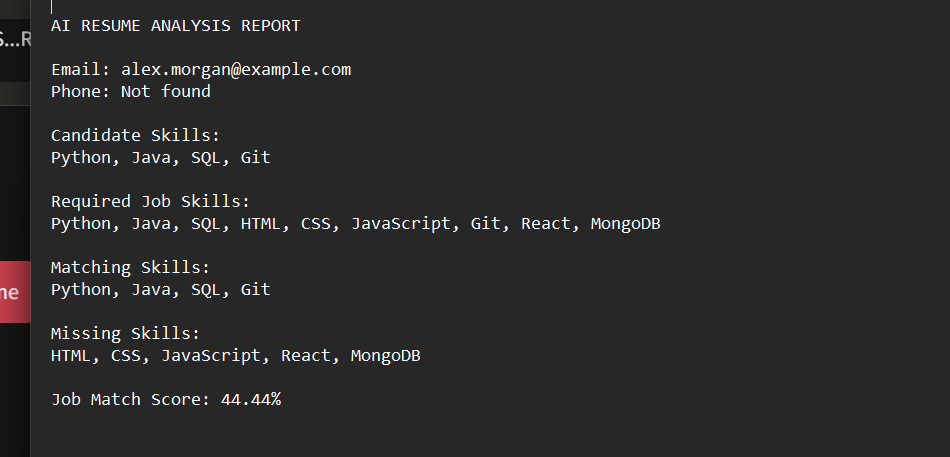 S...R
AI RESUME ANALYSIS REPORT
Email: alex.morgan@example.com
Phone: Not found
Candidate Skills:
Python, Java, SQL, Git
Required Job Skills:
Python, Java, SQL, HTML, CSS, JavaScript, Git, React, MongoDB
Matching Skills:
Python, Java, SQL, Git
me
Missing Skills:
HTML, CSS, JavaScript, React, MongoDB
Job Match Score: 44.44%